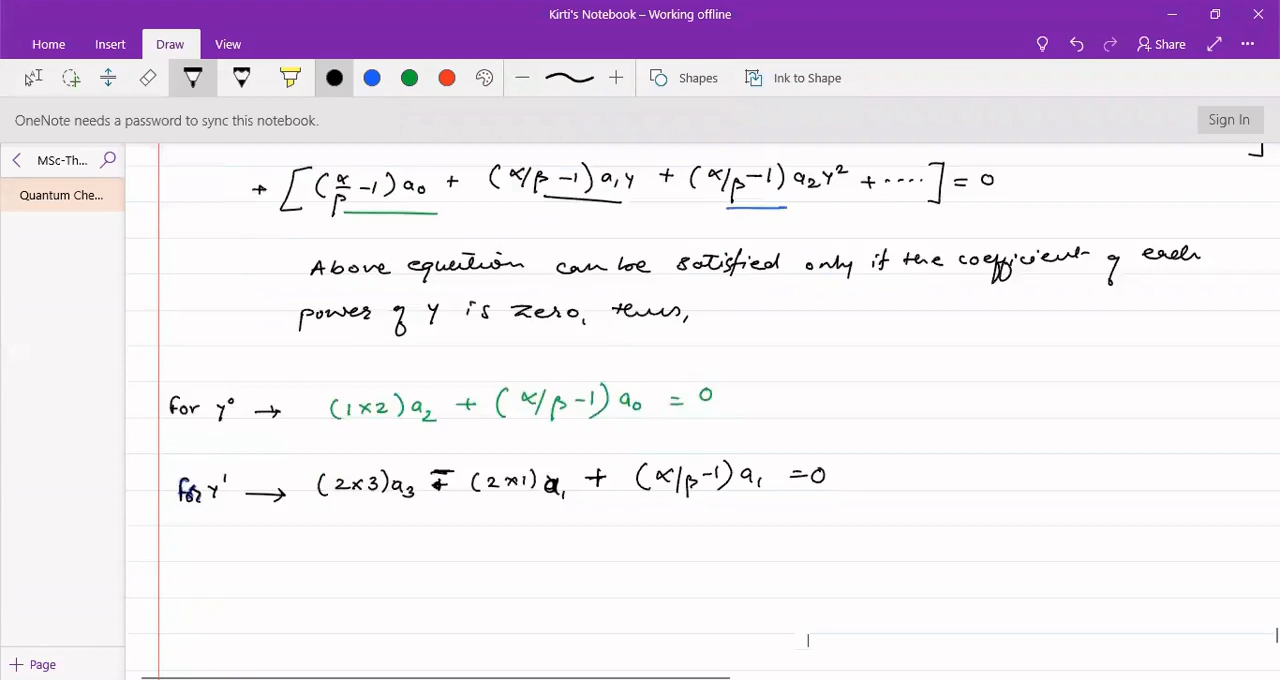 Kirti's Notebook – Working offline
Home Insert Draw View Share
Shapes Ink to Shape
OneNote needs a password to sync this notebook. Sign In
MSc-Th...
Quantum Che...
+ [ (α/β -1) a₀ + (α/β -1) a₁y + (α/β -1) a₂y² + .... ] = 0
Above equation can be satisfied only if the coefficient of each
power of y is zero, thus,
for y⁰ → (1×2)a₂ + (α/β -1) a₀ = 0
for y¹ → (2×3)a₃ - (2×1) a₁ + (α/β -1) a₁ = 0
+ Page